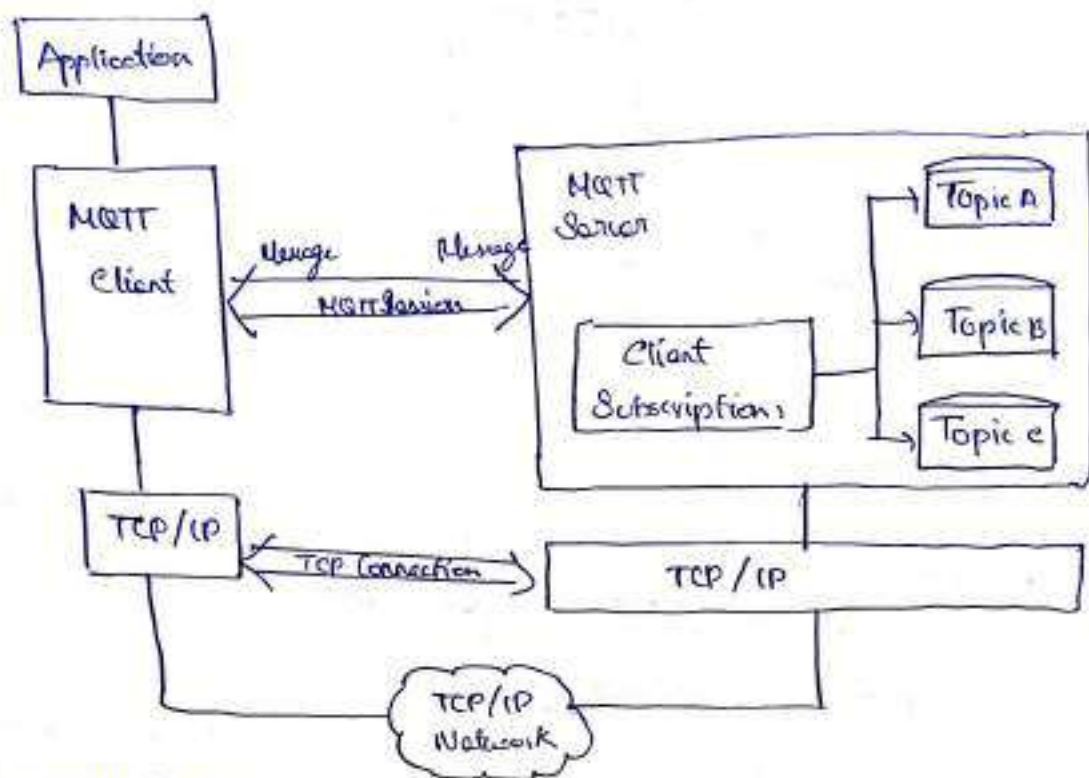 Application
MQTT
Client
Message
Message
MQTT Session
MQTT
Server
Client
Subscriptions
Topic A
Topic B
Topic C
TCP/IP
TCP Connection
TCP/IP
TCP/IP
Network